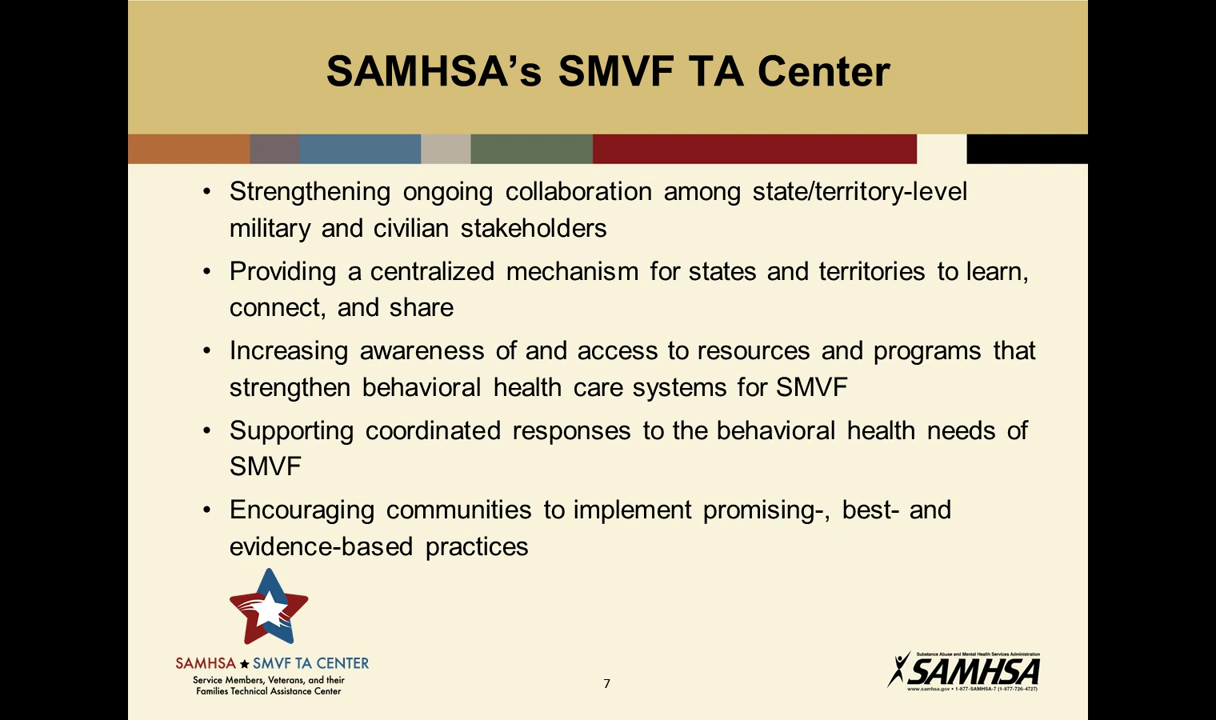 SAMHSA's SMVF TA Center
• Strengthening ongoing collaboration among state/territory-level
military and civilian stakeholders
• Providing a centralized mechanism for states and territories to learn,
connect, and share
• Increasing awareness of and access to resources and programs that
strengthen behavioral health care systems for SMVF
• Supporting coordinated responses to the behavioral health needs of
SMVF
• Encouraging communities to implement promising-, best- and
evidence-based practices
SAMHSA ★ SMVF TA CENTER
Service Members, Veterans, and their
Families Technical Assistance Center
7
Substance Abuse and Mental Health Services Administration
SAMHSA
www.samhsa.gov • 1-877-SAMHSA-7 (1-877-726-4727)